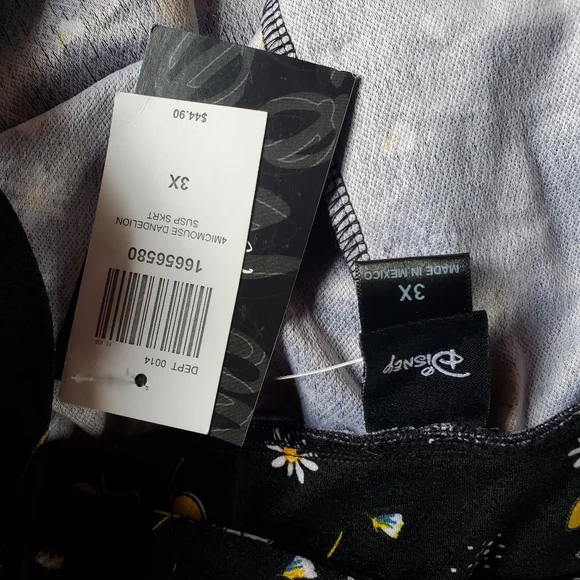 DEPT 0014
16656580
4MICMOUSE DANDELION
SUSP SKRT
3X
$44.90
Disney
3X
MADE IN MEXICO